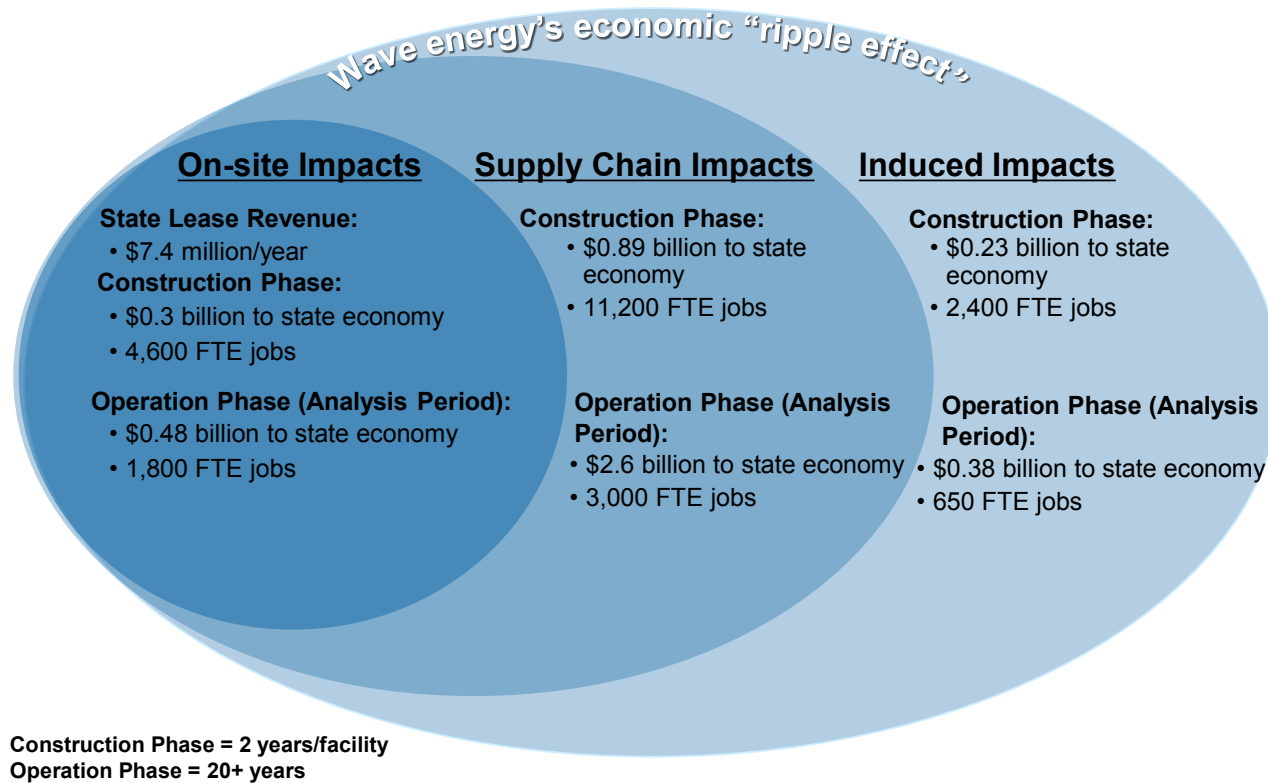 Wave energy's economic “ripple effect”
On-site Impacts
State Lease Revenue:
• $7.4 million/year
Construction Phase:
• $0.3 billion to state economy
• 4,600 FTE jobs
Operation Phase (Analysis Period):
• $0.48 billion to state economy
• 1,800 FTE jobs
Supply Chain Impacts
Construction Phase:
• $0.89 billion to state
economy
• 11,200 FTE jobs
Operation Phase (Analysis
Period):
• $2.6 billion to state economy
• 3,000 FTE jobs
Induced Impacts
Construction Phase:
• $0.23 billion to state
economy
• 2,400 FTE jobs
Operation Phase (Analysis
Period):
• $0.38 billion to state economy
• 650 FTE jobs
Construction Phase = 2 years/facility
Operation Phase = 20+ years